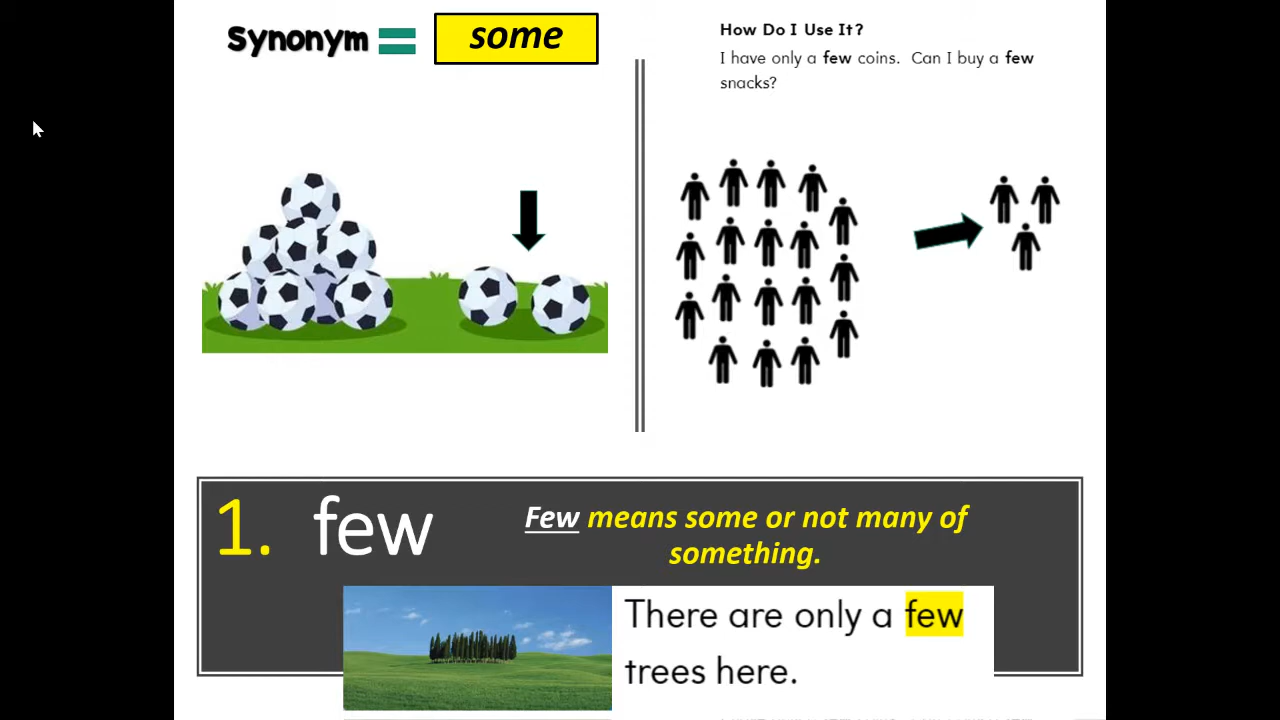 Synonym = some
How Do I Use It?
I have only a few coins. Can I buy a few
snacks?
1. few
Few means some or not many of
something.
There are only a few
trees here.